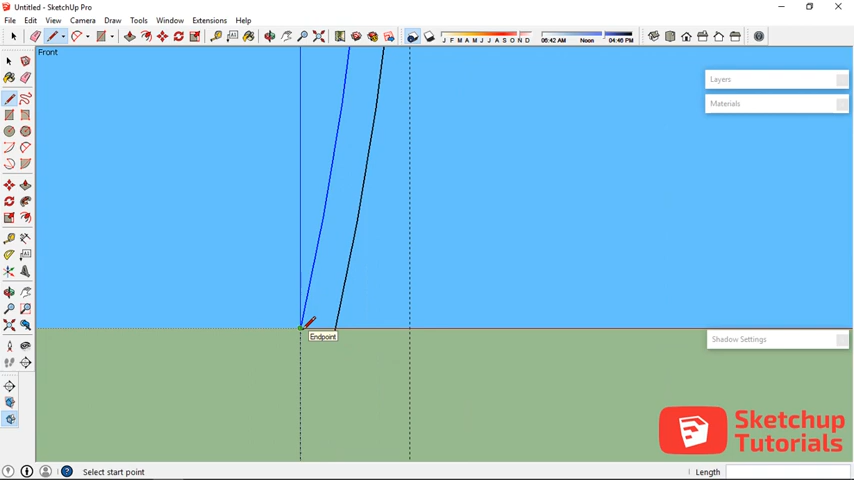 Untitled - SketchUp Pro
File Edit View Camera Draw Tools Window Extensions Help
J F M A M J J A S O N D
06:42 AM Noon 04:46 PM
Front
Layers
Materials
Endpoint
Shadow Settings
Sketchup
Tutorials
Select start point
Length